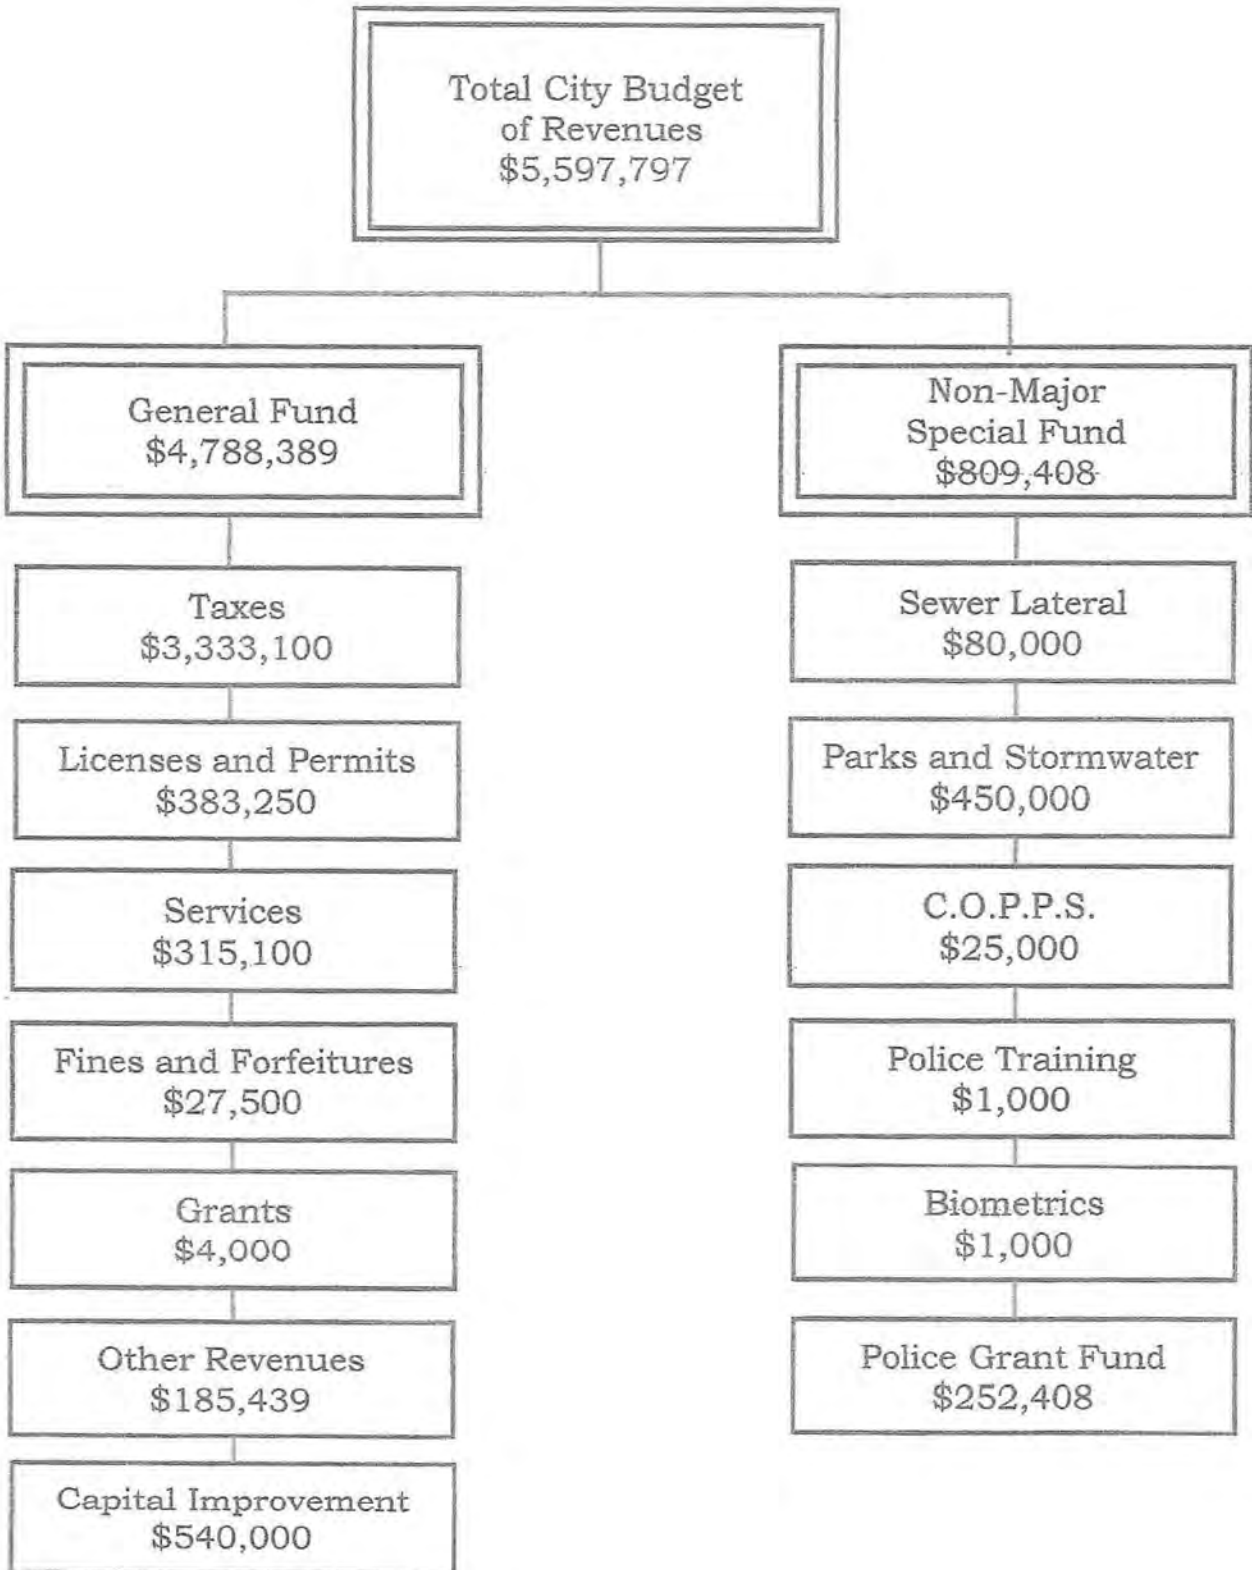 Total City Budget
of Revenues
$5,597,797
General Fund
$4,788,389
Non-Major
Special Fund
$809,408
Taxes
$3,333,100
Licenses and Permits
$383,250
Services
$315,100
Fines and Forfeitures
$27,500
Grants
$4,000
Other Revenues
$185,439
Capital Improvement
$540,000
Sewer Lateral
$80,000
Parks and Stormwater
$450,000
C.O.P.P.S.
$25,000
Police Training
$1,000
Biometrics
$1,000
Police Grant Fund
$252,408